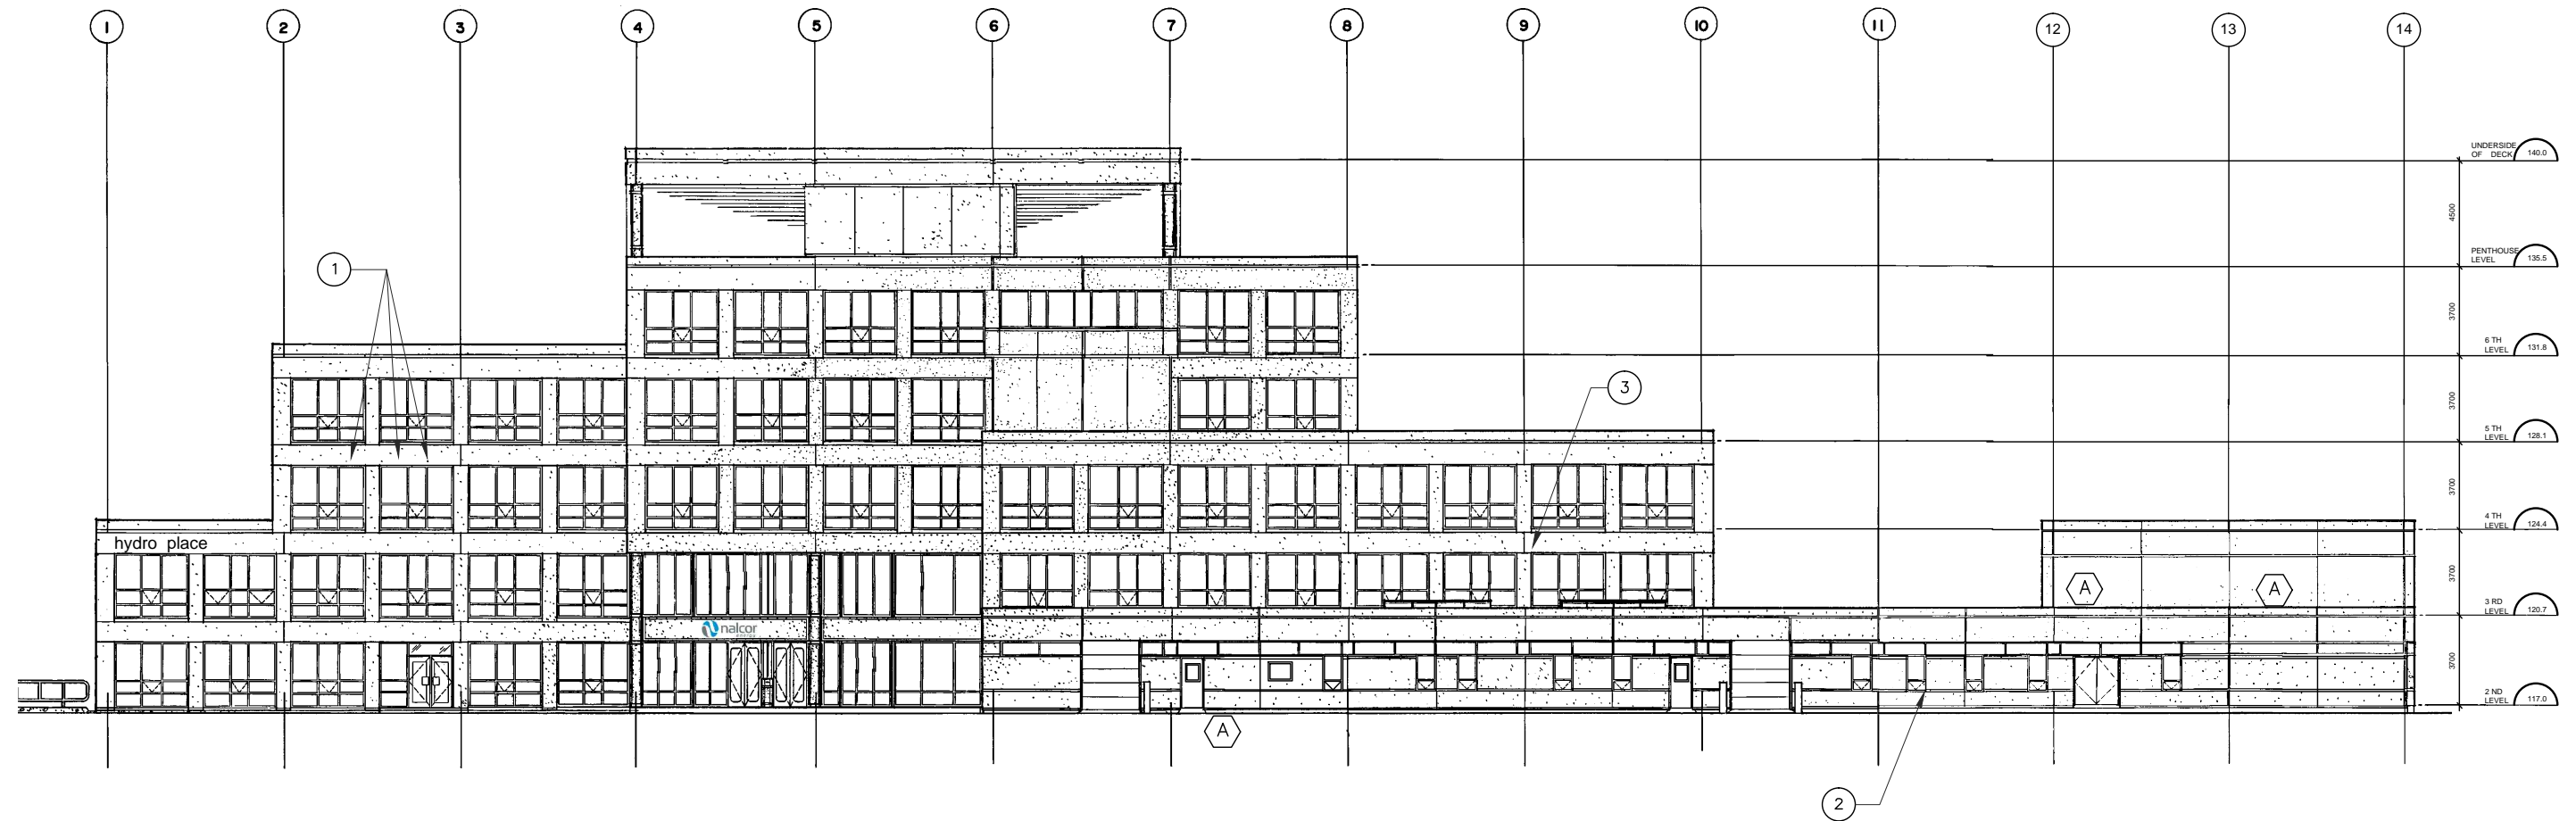 1 2 3 4 5 6 7 8 9 10 11 12 13 14
UNDERSIDE
OF DECK 140.0
4500
PENTHOUSE
LEVEL 135.5
1
3700
6 TH
LEVEL 131.8
3
3700
5 TH
LEVEL 128.1
3700
4 TH
LEVEL 124.4
hydro place
3700
A A
3 RD
LEVEL 120.7
nalcor
3700
2 ND
LEVEL 117.0
A
2